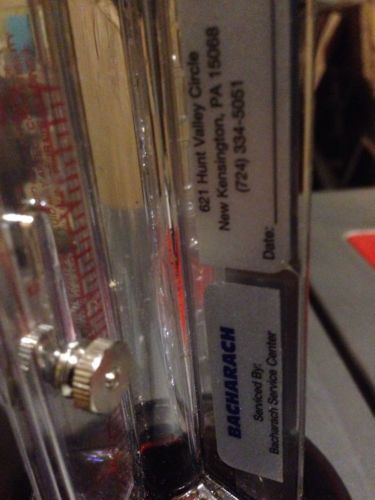 621 Hunt Valley Circle
New Kensington, PA 15068
(724) 334-5051
Date:
BACHARACH
Serviced By:
Bacharach Service Center